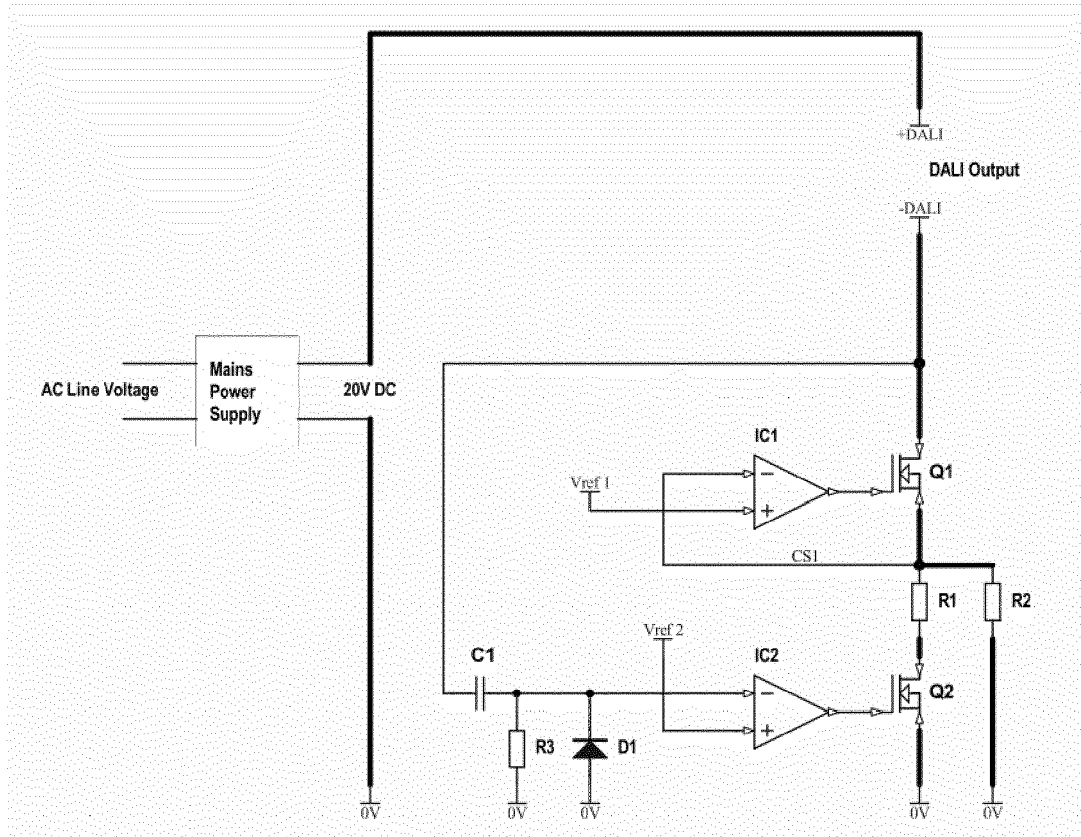 +DALI
DALI Output
-DALI
AC Line Voltage
Mains
Power
Supply
20V DC
IC1
Q1
Vref 1
−
+
CS1
R1
R2
Vref 2
IC2
C1
Q2
−
+
R3
D1
0V
0V
0V
0V
0V